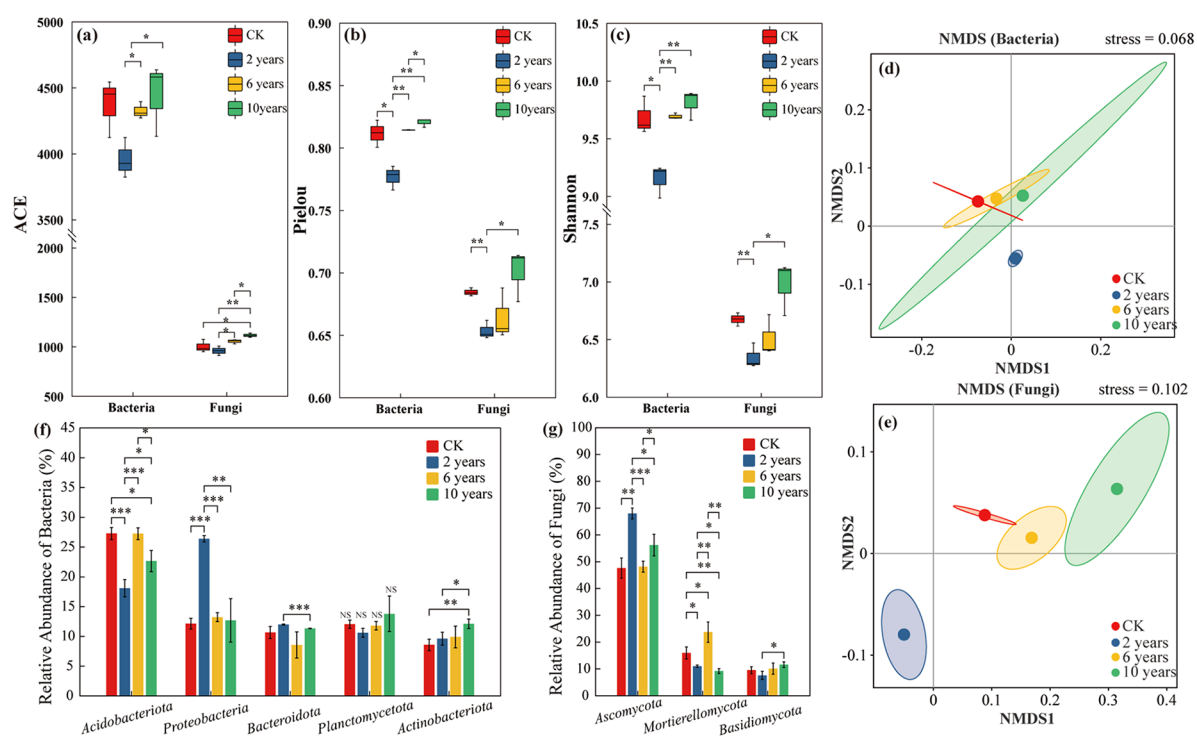 (a)
CK
2 years
6 years
10years
ACE
5000
4500
4000
3500
2000
1500
1000
500
* *
* * * ** *
Bacteria Fungi
(b)
CK
2 years
6 years
10years
Pielou
0.90
0.85
0.80
0.75
0.70
0.65
0.60
* ** ** *
** *
Bacteria Fungi
(c)
CK
2 years
6 years
10years
Shannon
10.5
10.0
9.5
9.0
7.5
7.0
6.5
6.0
* ** **
** *
Bacteria Fungi
NMDS (Bacteria) stress = 0.068
(d)
NMDS2
0.2
0.1
0
-0.1
CK
2 years
6 years
10 years
-0.2 0 0.2
NMDS1
NMDS (Fungi) stress = 0.102
(e)
NMDS2
0.1
0
-0.1
CK
2 years
6 years
10 years
0 0.1 0.2 0.3 0.4
NMDS1
(f)
CK
2 years
6 years
10 years
Relative Abundance of Bacteria (%)
45
40
35
30
25
20
15
10
5
0
*** * *** * *
*** *** **
***
NS NS NS NS
** *
Acidobacteriota Proteobacteria Bacteroidota Planctomycetota Actinobacteriota
(g)
CK
2 years
6 years
10 years
Relative Abundance of Fungi (%)
100
90
80
70
60
50
40
30
20
10
0
** *** * *
* * ** ** * **
*
Ascomycota Mortierellomycota Basidiomycota